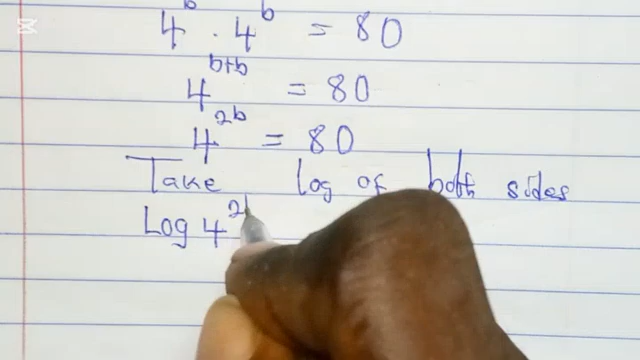 4^b · 4^b = 80
4^{b+b} = 80
4^{2b} = 80
Take log of both sides
Log 4^2